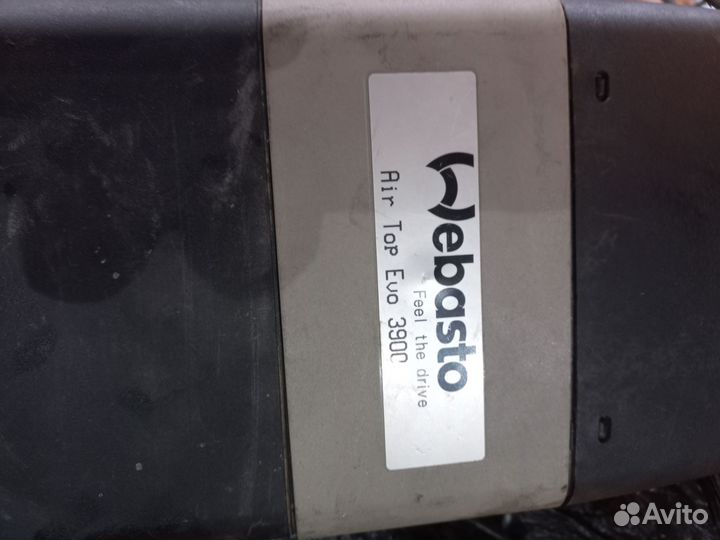 Webasto
Feel the drive
Air Top Evo 3900
Avito